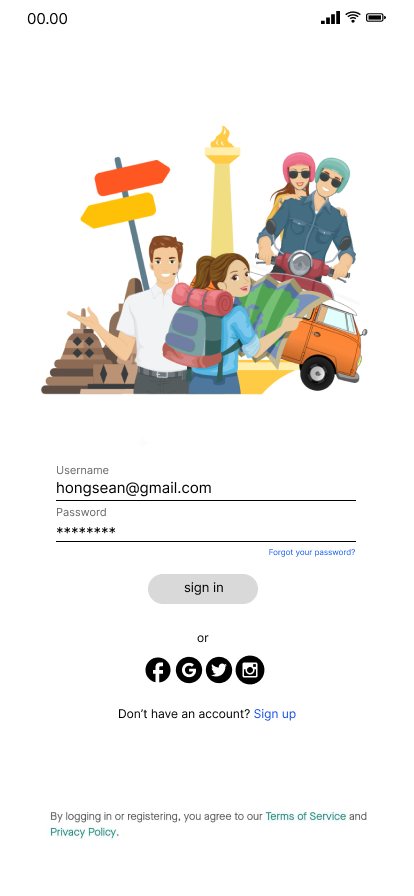 00.00
Username
hongsean@gmail.com
Password
********
Forgot your password?
sign in
or
Don't have an account? Sign up
By logging in or registering, you agree to our Terms of Service and
Privacy Policy.